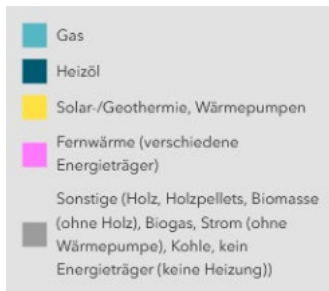 Gas
Heizöl
Solar-/Geothermie, Wärmepumpen
Fernwärme (verschiedene
Energieträger)
Sonstige (Holz, Holzpellets, Biomasse
(ohne Holz), Biogas, Strom (ohne
Wärmepumpe), Kohle, kein
Energieträger (keine Heizung))